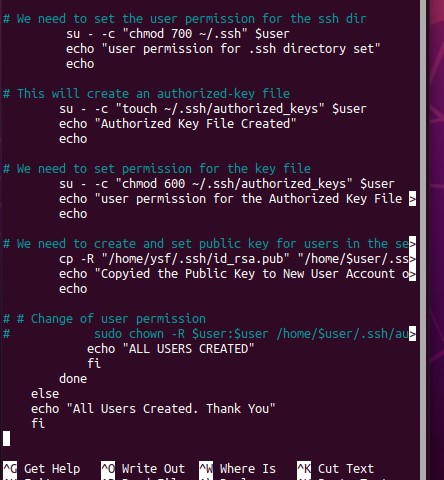 # We need to set the user permission for the ssh dir
su - -c "chmod 700 ~/.ssh" $user
echo "user permission for .ssh directory set"
echo
# This will create an authorized-key file
su - -c "touch ~/.ssh/authorized_keys" $user
echo "Authorized Key File Created"
echo
# We need to set permission for the key file
su - -c "chmod 600 ~/.ssh/authorized_keys" $user
echo "user permission for the Authorized Key File >
echo
# We need to create and set public key for users in the se>
cp -R "/home/ysf/.ssh/id_rsa.pub" "/home/$user/.ss>
echo "Copyied the Public Key to New User Account o>
echo
# # Change of user permission
# sudo chown -R $user:$user /home/$user/.ssh/au>
echo "ALL USERS CREATED"
fi
done
else
echo "All Users Created. Thank You"
fi
^G Get Help ^O Write Out ^W Where Is ^K Cut Text